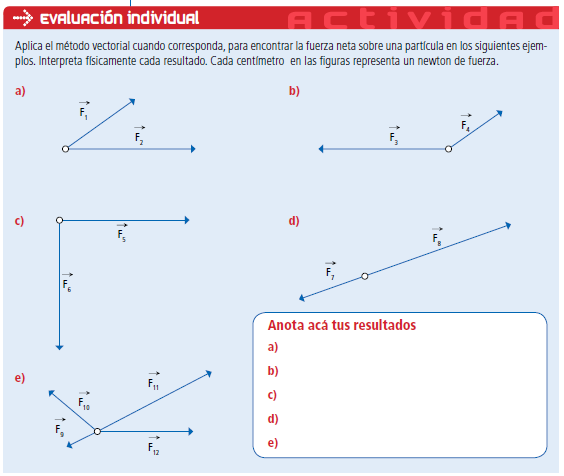 EVALUACIÓN INDIVIDUAL
actividad
Aplica el método vectorial cuando corresponda, para encontrar la fuerza neta sobre una partícula en los siguientes ejem-
plos. Interpreta físicamente cada resultado. Cada centímetro en las figuras representa un newton de fuerza.
a)
F1
F2
b)
F3
F4
c)
F5
F6
d)
F7
F8
e)
F9
F10
F11
F12
Anota acá tus resultados
a)
b)
c)
d)
e)